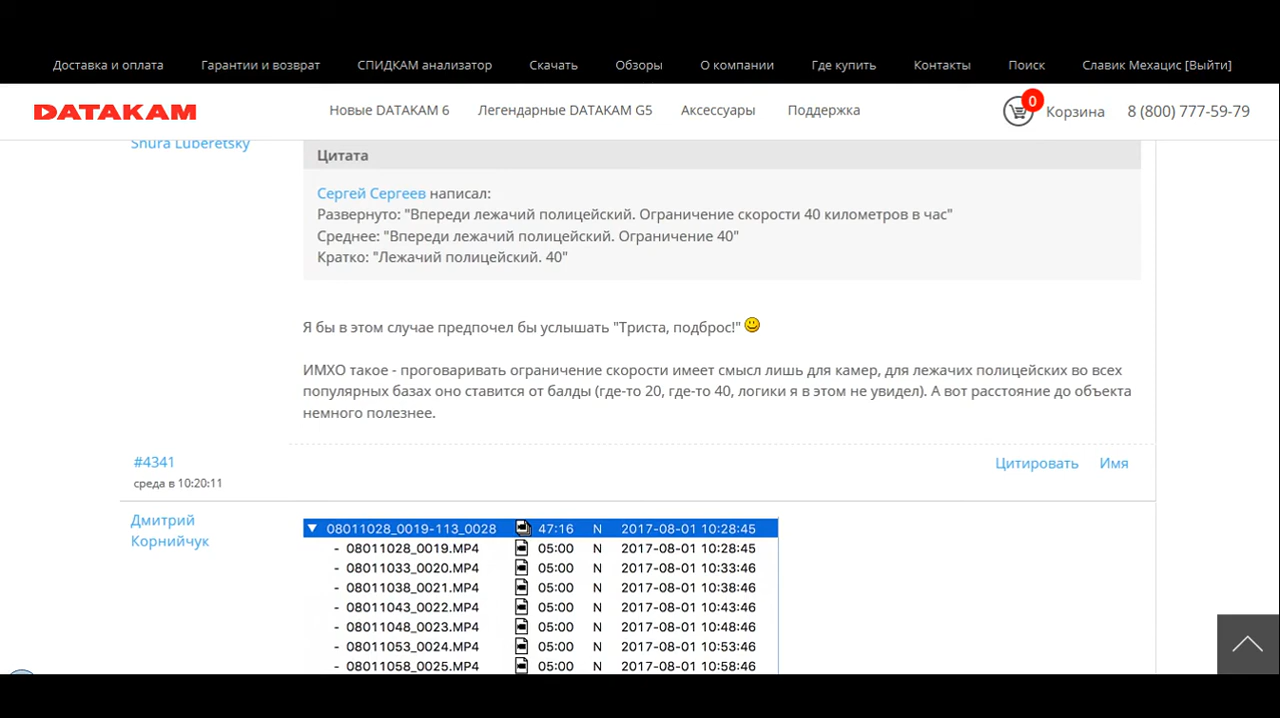 Доставка и оплата Гарантии и возврат СПИДКАМ анализатор Скачать Обзоры О компании Где купить Контакты Поиск Славик Мехацис [Выйти]
DATAKAM Новые DATAKAM 6 Легендарные DATAKAM G5 Аксессуары Поддержка 0 Корзина 8 (800) 777-59-79
Shura Luberetsky
Цитата
Сергей Сергеев написал:
Развернуто: "Впереди лежачий полицейский. Ограничение скорости 40 километров в час"
Среднее: "Впереди лежачий полицейский. Ограничение 40"
Кратко: "Лежачий полицейский. 40"
Я бы в этом случае предпочел бы услышать "Триста, подброс!"
ИМХО такое - проговаривать ограничение скорости имеет смысл лишь для камер, для лежачих полицейских во всех
популярных базах оно ставится от балды (где-то 20, где-то 40, логики я в этом не увидел). А вот расстояние до объекта
немного полезнее.
#4341 Цитировать Имя
среда в 10:20:11
Дмитрий
Корнийчук
08011028_0019-113_0028 47:16 N 2017-08-01 10:28:45
- 08011028_0019.MP4 05:00 N 2017-08-01 10:28:45
- 08011033_0020.MP4 05:00 N 2017-08-01 10:33:46
- 08011038_0021.MP4 05:00 N 2017-08-01 10:38:46
- 08011043_0022.MP4 05:00 N 2017-08-01 10:43:46
- 08011048_0023.MP4 05:00 N 2017-08-01 10:48:46
- 08011053_0024.MP4 05:00 N 2017-08-01 10:53:46
- 08011058_0025.MP4 05:00 N 2017-08-01 10:58:46